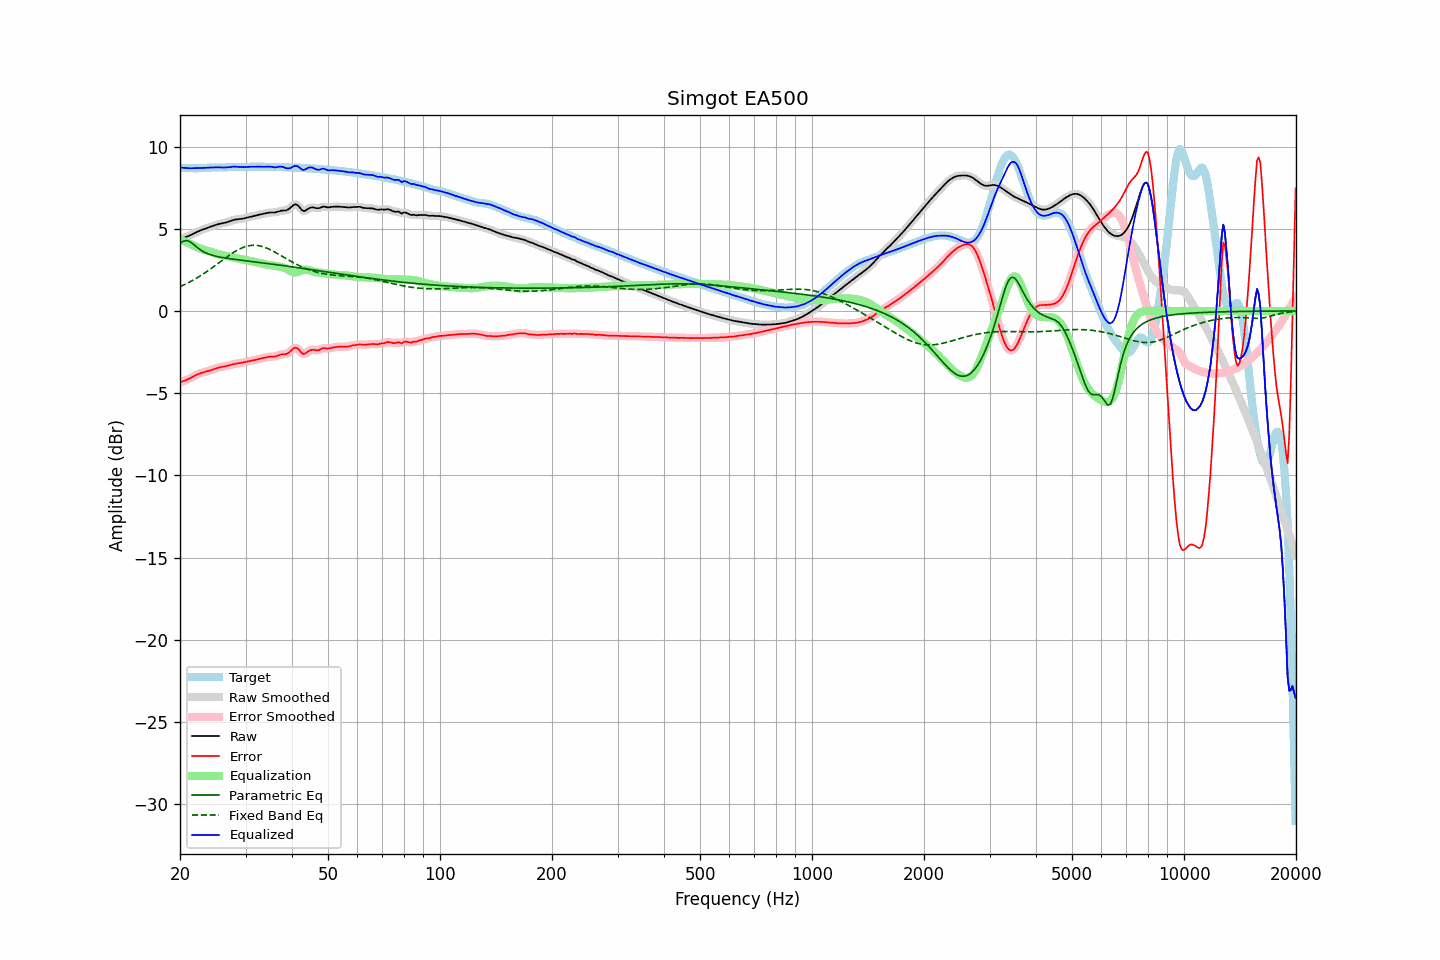 Simgot EA500
Amplitude (dBr)
10
5
0
−5
−10
−15
−20
−25
−30
Target
Raw Smoothed
Error Smoothed
Raw
Error
Equalization
Parametric Eq
Fixed Band Eq
Equalized
20 50 100 200 500 1000 2000 5000 10000 20000
Frequency (Hz)